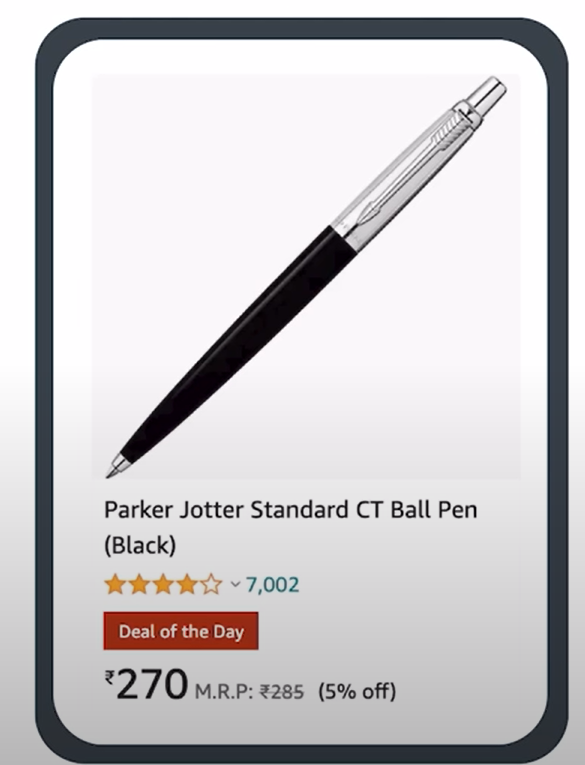 Parker Jotter Standard CT Ball Pen
(Black)
7,002
Deal of the Day
₹270 M.R.P: ₹285 (5% off)